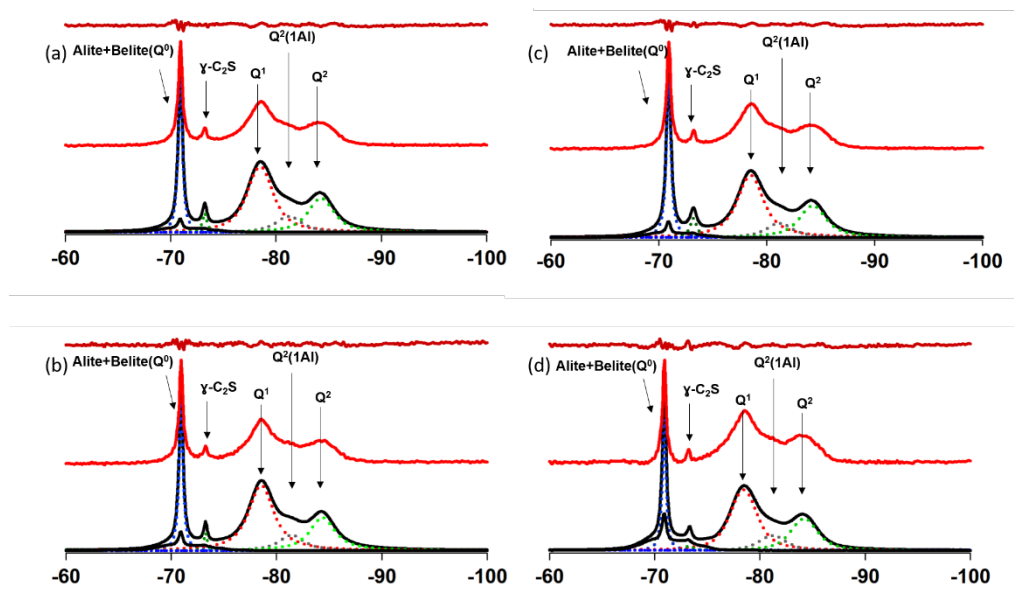 (a)
Alite+Belite(Q⁰)
ɣ-C₂S
Q¹
Q²(1Al)
Q²
-60 -70 -80 -90 -100
(c)
Alite+Belite(Q⁰)
ɣ-C₂S
Q¹
Q²(1Al)
Q²
-60 -70 -80 -90 -100
(b)
Alite+Belite(Q⁰)
ɣ-C₂S
Q¹
Q²(1Al)
Q²
-60 -70 -80 -90 -100
(d)
Alite+Belite(Q⁰)
ɣ-C₂S
Q¹
Q²(1Al)
Q²
-60 -70 -80 -90 -100